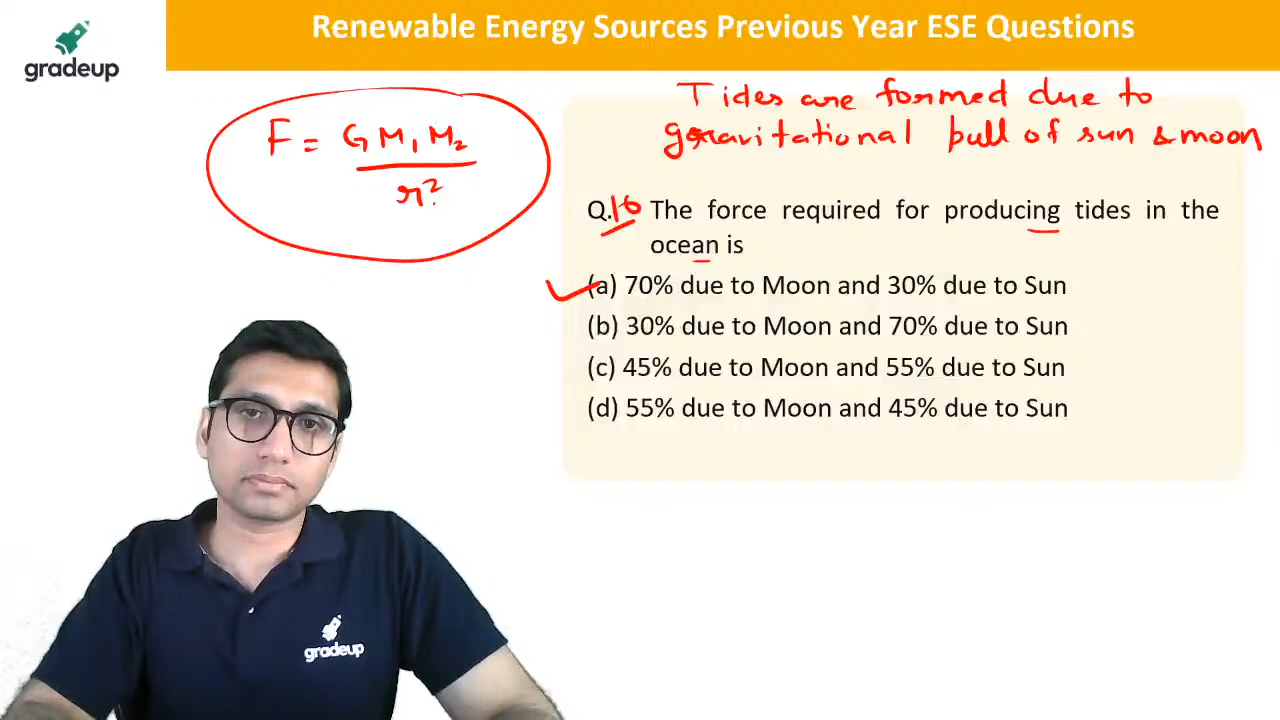 Renewable Energy Sources Previous Year ESE Questions
gradeup
Tides are formed due to
gravitational pull of sun & moon
F = G M₁ M₂
r²
Q.16 The force required for producing tides in the
ocean is
(a) 70% due to Moon and 30% due to Sun
(b) 30% due to Moon and 70% due to Sun
(c) 45% due to Moon and 55% due to Sun
(d) 55% due to Moon and 45% due to Sun
gradeup